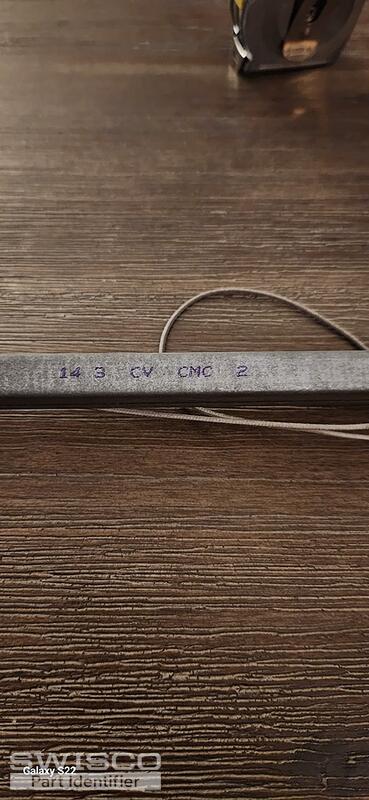 14 3 CV CMC 2
SWISCO
Galaxy S22
Part Identifier